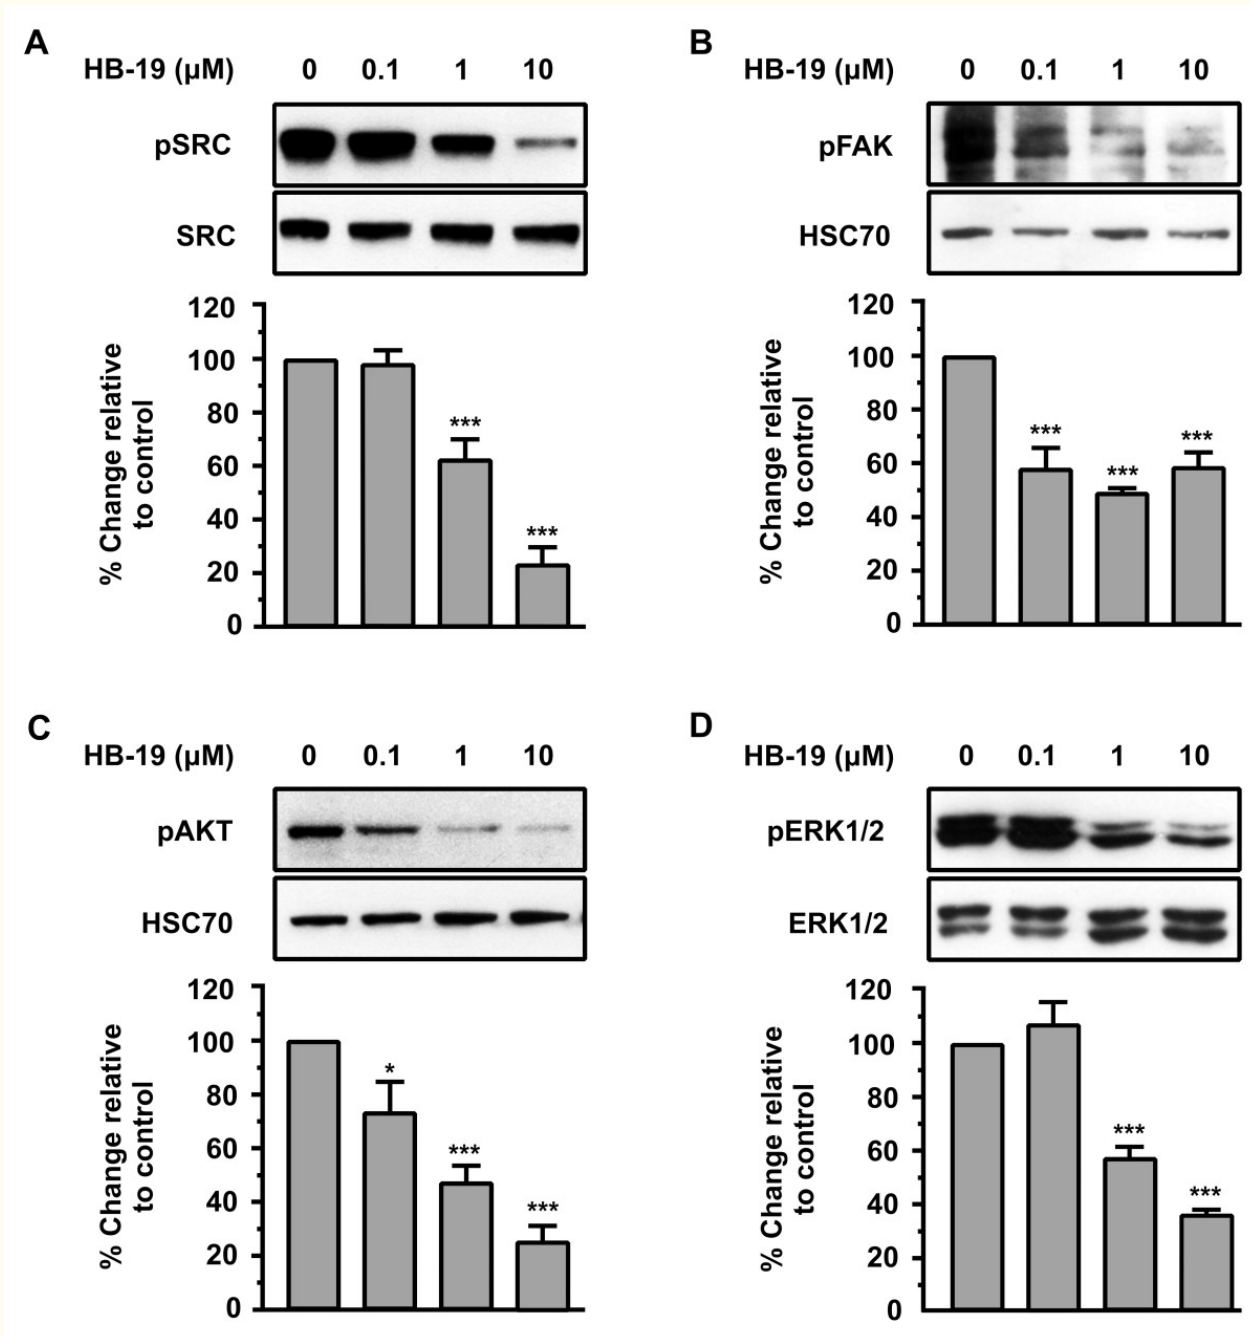 A
HB-19 (µM) 0 0.1 1 10
pSRC
SRC
120
100
80
60
40
20
0
% Change relative
to control
***
***
B
HB-19 (µM) 0 0.1 1 10
pFAK
HSC70
120
100
80
60
40
20
0
% Change relative
to control
***
***
***
C
HB-19 (µM) 0 0.1 1 10
pAKT
HSC70
120
100
80
60
40
20
0
% Change relative
to control
*
***
***
D
HB-19 (µM) 0 0.1 1 10
pERK1/2
ERK1/2
120
100
80
60
40
20
0
% Change relative
to control
***
***